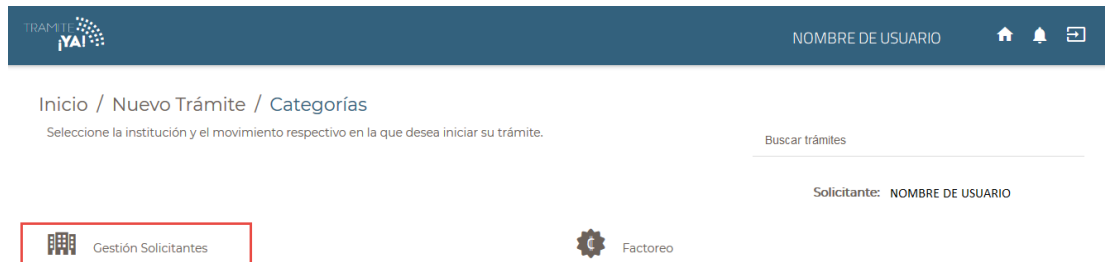 TRAMITE
¡YA!
NOMBRE DE USUARIO
Inicio / Nuevo Trámite / Categorías
Seleccione la institución y el movimiento respectivo en la que desea iniciar su trámite.
Buscar trámites
Solicitante: NOMBRE DE USUARIO
Gestión Solicitantes
₡ Factoreo